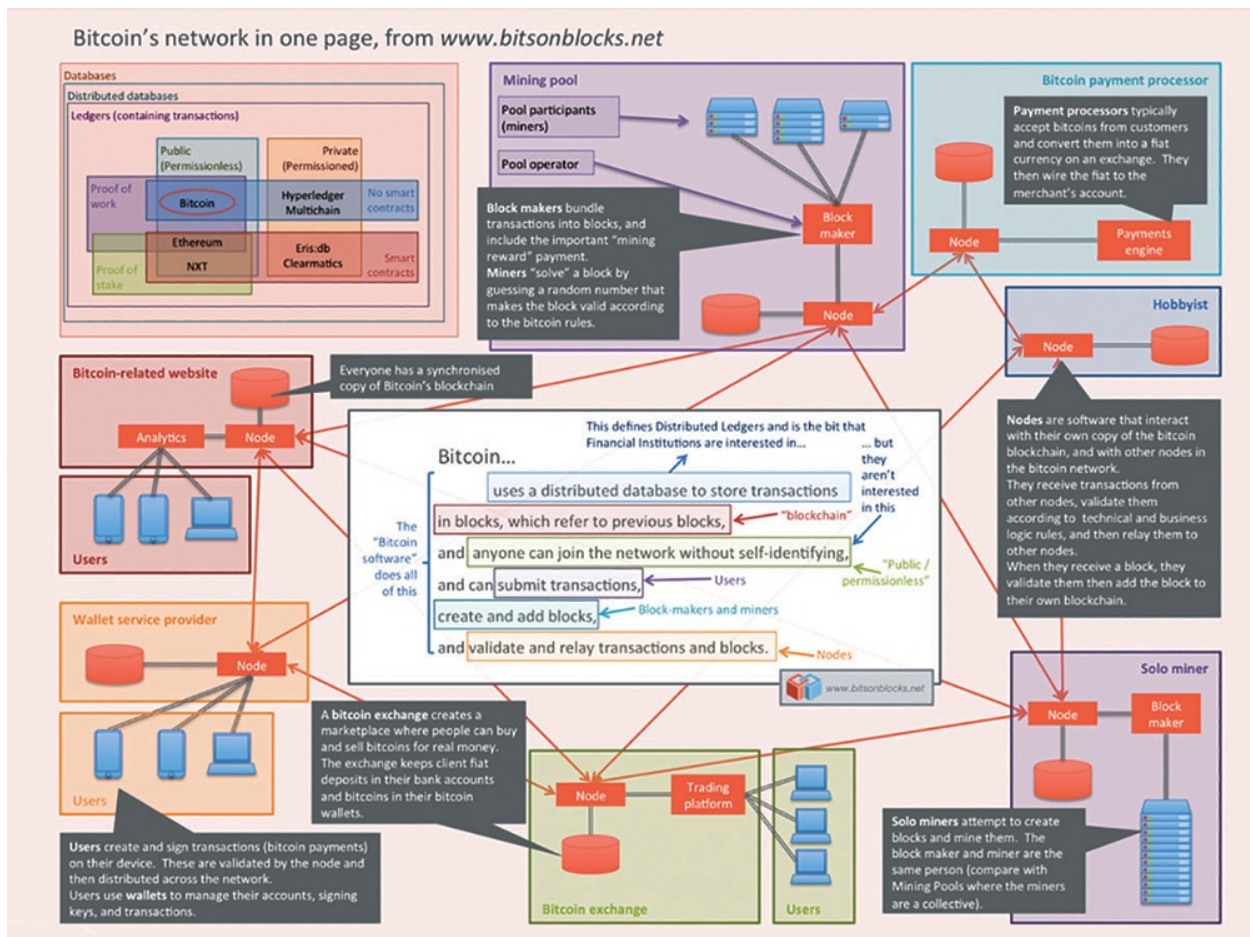 Bitcoin's network in one page, from www.bitsonblocks.net
Databases
Distributed databases
Ledgers (containing transactions)
Public
(Permissionless)
Private
(Permissioned)
Proof of
work
Bitcoin
Hyperledger
Multichain
No smart
contracts
Ethereum
NXT
Eris:db
Clearmatics
Proof of
stake
Smart
contracts
Mining pool
Pool participants
(miners)
Pool operator
Block makers bundle
transactions into blocks, and
include the important "mining
reward" payment.
Miners "solve" a block by
guessing a random number that
makes the block valid according
to the bitcoin rules.
Block
maker
Node
Bitcoin payment processor
Payment processors typically
accept bitcoins from customers
and convert them into a fiat
currency on an exchange. They
then wire the fiat to the
merchant's account.
Node
Payments
engine
Hobbyist
Node
Nodes are software that interact
with their own copy of the bitcoin
blockchain, and with other nodes in
the bitcoin network.
They receive transactions from
other nodes, validate them
according to technical and business
logic rules, and then relay them to
other nodes.
When they receive a block, they
validate them then add the block to
their own blockchain.
Bitcoin-related website
Everyone has a synchronised
copy of Bitcoin's blockchain
Analytics
Node
Users
This defines Distributed Ledgers and is the bit that
Financial Institutions are interested in...
... but
they
aren't
interested
in this
Bitcoin...
uses a distributed database to store transactions
in blocks, which refer to previous blocks,
"blockchain"
and anyone can join the network without self-identifying,
"Public /
permissionless"
and can submit transactions,
Users
create and add blocks,
Block-makers and miners
and validate and relay transactions and blocks.
Nodes
The
"Bitcoin
software"
does all
of this
www.bitsonblocks.net
Wallet service provider
Node
Users
Users create and sign transactions (bitcoin payments)
on their device. These are validated by the node and
then distributed across the network.
Users use wallets to manage their accounts, signing
keys, and transactions.
A bitcoin exchange creates a
marketplace where people can buy
and sell bitcoins for real money.
The exchange keeps client fiat
deposits in their bank accounts
and bitcoins in their bitcoin
wallets.
Node
Trading
platform
Bitcoin exchange
Users
Solo miner
Node
Block
maker
Solo miners attempt to create
blocks and mine them. The
block maker and miner are the
same person (compare with
Mining Pools where the miners
are a collective).